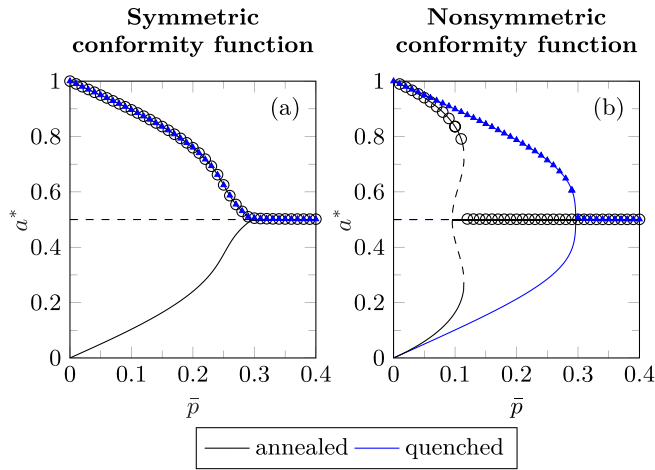 Symmetric
conformity function
Nonsymmetric
conformity function
(a)
1
0.8
0.6
0.4
0.2
0
a*
0 0.1 0.2 0.3 0.4
p̄
(b)
1
0.8
0.6
0.4
0.2
0
a*
0 0.1 0.2 0.3 0.4
p̄
annealed quenched